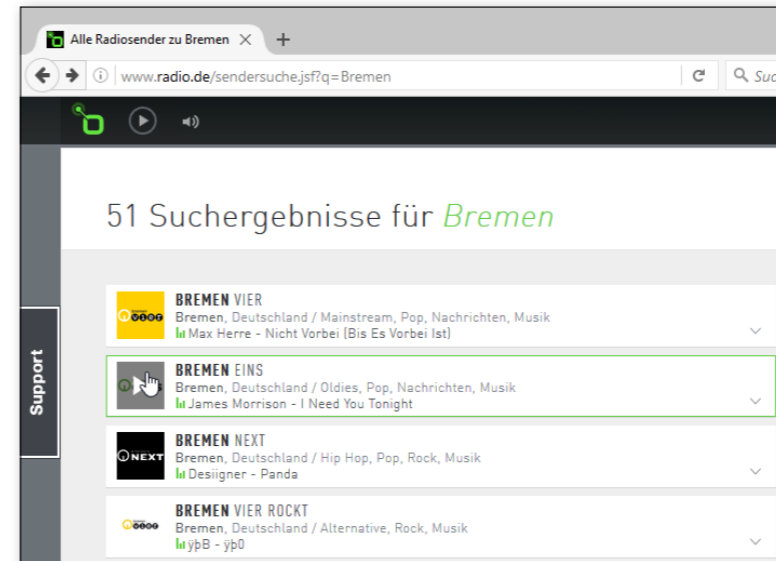 Alle Radiosender zu Bremen
www.radio.de/sendersuche.jsf?q=Bremen
Suc
51 Suchergebnisse für Bremen
Support
BREMEN VIER
Bremen, Deutschland / Mainstream, Pop, Nachrichten, Musik
Max Herre - Nicht Vorbei (Bis Es Vorbei Ist)
BREMEN EINS
Bremen, Deutschland / Oldies, Pop, Nachrichten, Musik
James Morrison - I Need You Tonight
NEXT
BREMEN NEXT
Bremen, Deutschland / Hip Hop, Pop, Rock, Musik
Desiigner - Panda
BREMEN VIER ROCKT
Bremen, Deutschland / Alternative, Rock, Musik
ÿþB - ÿþ0